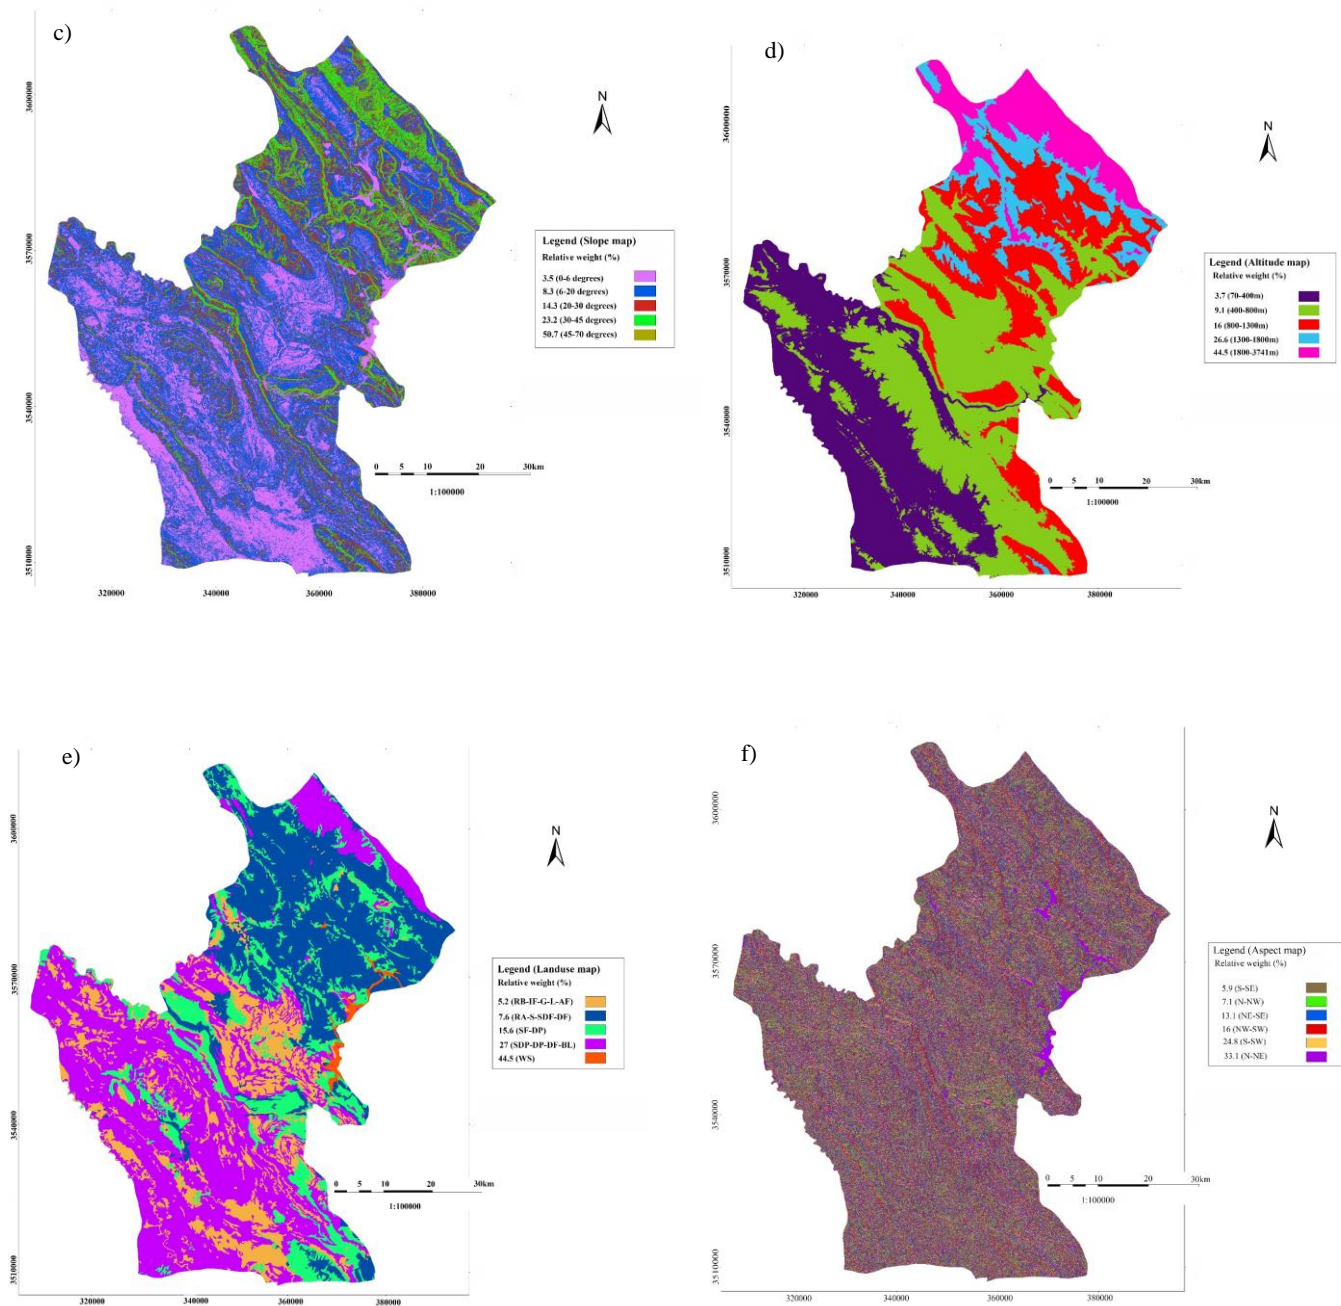 c)
N
3600000
3570000
3540000
3510000
320000
340000
360000
380000
Legend (Slope map)
Relative weight (%)
3.5 (0-6 degrees)
8.3 (6-20 degrees)
14.3 (20-30 degrees)
23.2 (30-45 degrees)
50.7 (45-70 degrees)
0 5 10 20 30km
1:100000
d)
N
3600000
3570000
3540000
3510000
320000
340000
360000
380000
Legend (Altitude map)
Relative weight (%)
3.7 (70-400m)
9.1 (400-800m)
16 (800-1300m)
26.6 (1300-1800m)
44.5 (1800-3741m)
0 5 10 20 30km
1:100000
e)
N
3600000
3570000
3540000
3510000
320000
340000
360000
380000
Legend (Landuse map)
Relative weight (%)
5.2 (RB-IF-G-L-AF)
7.6 (RA-S-SDF-DF)
15.6 (SF-DP)
27 (SDP-DP-DF-BL)
44.5 (WS)
0 5 10 20 30km
1:100000
f)
N
3600000
3570000
3540000
3510000
320000
340000
360000
380000
Legend (Aspect map)
Relative weight (%)
5.9 (S-SE)
7.1 (N-NW)
13.1 (NE-SE)
16 (NW-SW)
24.8 (S-SW)
33.1 (N-NE)
0 5 10 20 30km
1:100000